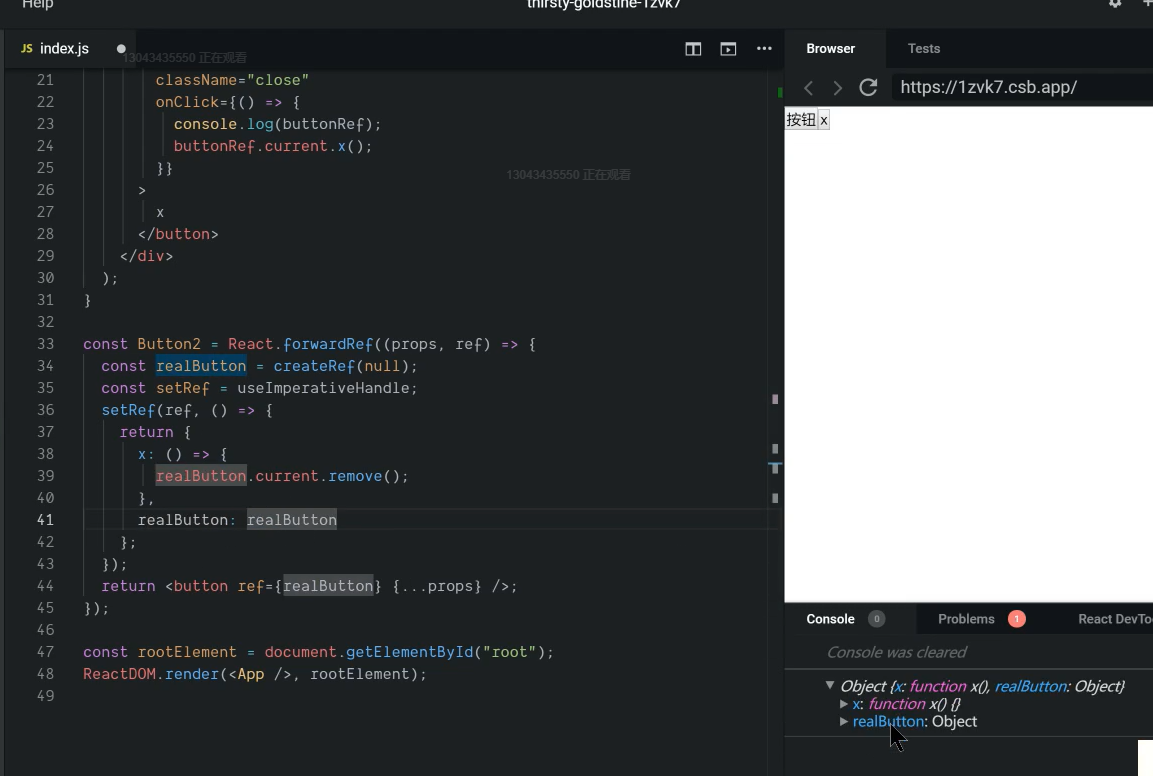 Help
thirsty-goldstine-1zvk7
JS index.js
13043435550 正在观看
Browser
Tests
https://1zvk7.csb.app/
按钮 x
13043435550 正在观看
21 className="close"
22 onClick={() => {
23 console.log(buttonRef);
24 buttonRef.current.x();
25 }}
26 >
27 x
28 </button>
29 </div>
30 );
31 }
32
33 const Button2 = React.forwardRef((props, ref) => {
34 const realButton = createRef(null);
35 const setRef = useImperativeHandle;
36 setRef(ref, () => {
37 return {
38 x: () => {
39 realButton.current.remove();
40 },
41 realButton: realButton
42 };
43 });
44 return <button ref={realButton} {...props} />;
45 });
46
47 const rootElement = document.getElementById("root");
48 ReactDOM.render(<App />, rootElement);
49
Console 0
Problems 1
React DevTo
Console was cleared
Object {x: function x(), realButton: Object}
x: function x() {}
realButton: Object